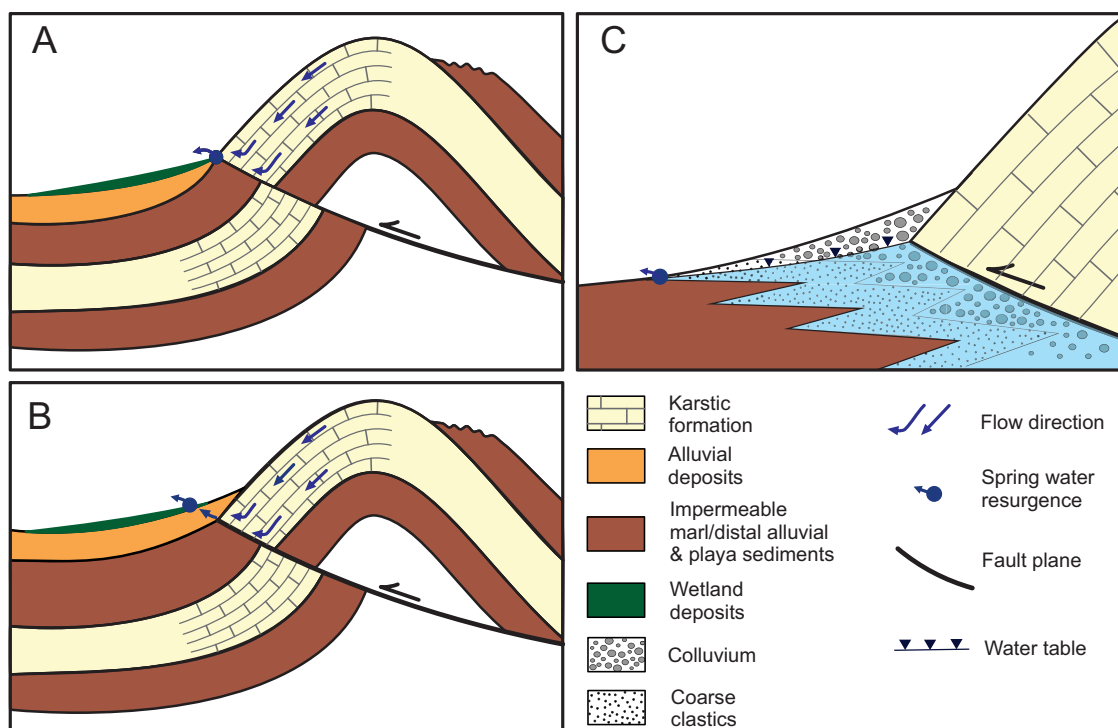 A
C
B
Karstic
formation
Alluvial
deposits
Impermeable
marl/distal alluvial
& playa sediments
Wetland
deposits
Colluvium
Coarse
clastics
Flow direction
Spring water
resurgence
Fault plane
Water table